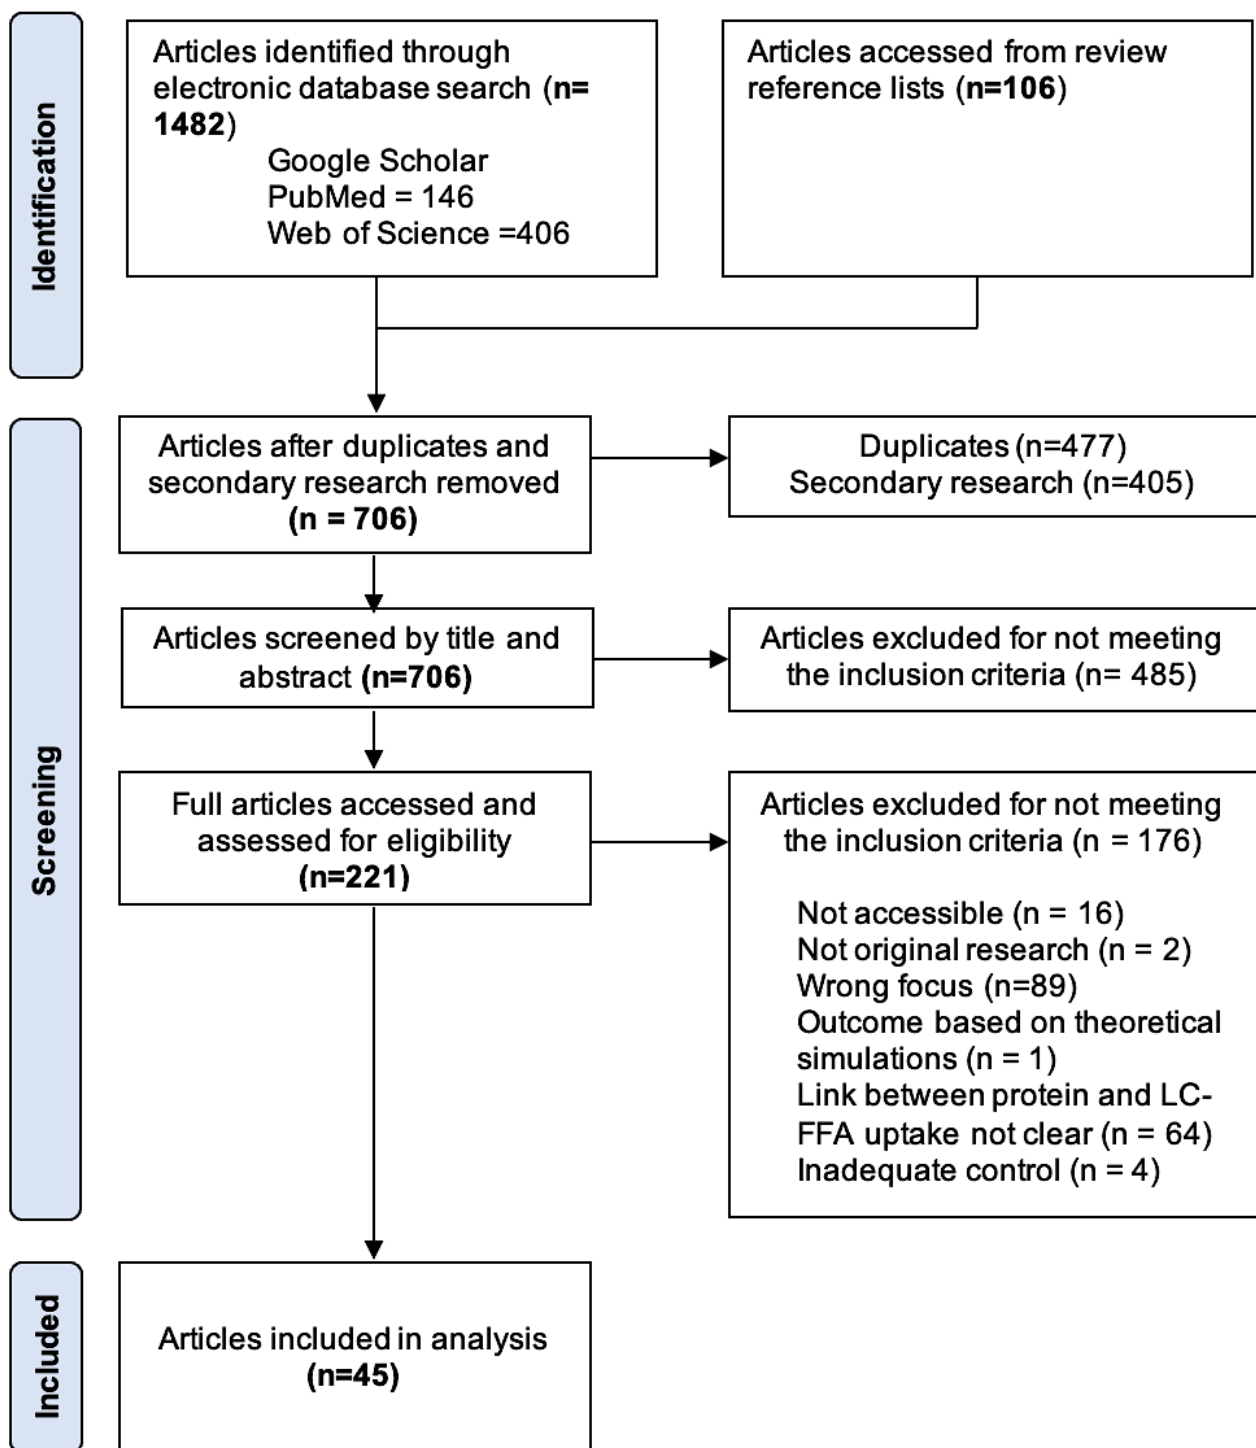 Identification
Articles identified through
electronic database search (n=
1482)
Google Scholar
PubMed = 146
Web of Science =406
Articles accessed from review
reference lists (n=106)
Screening
Articles after duplicates and
secondary research removed
(n = 706)
Duplicates (n=477)
Secondary research (n=405)
Articles screened by title and
abstract (n=706)
Articles excluded for not meeting
the inclusion criteria (n= 485)
Full articles accessed and
assessed for eligibility
(n=221)
Articles excluded for not meeting
the inclusion criteria (n = 176)
Not accessible (n = 16)
Not original research (n = 2)
Wrong focus (n=89)
Outcome based on theoretical
simulations (n = 1)
Link between protein and LC-
FFA uptake not clear (n = 64)
Inadequate control (n = 4)
Included
Articles included in analysis
(n=45)